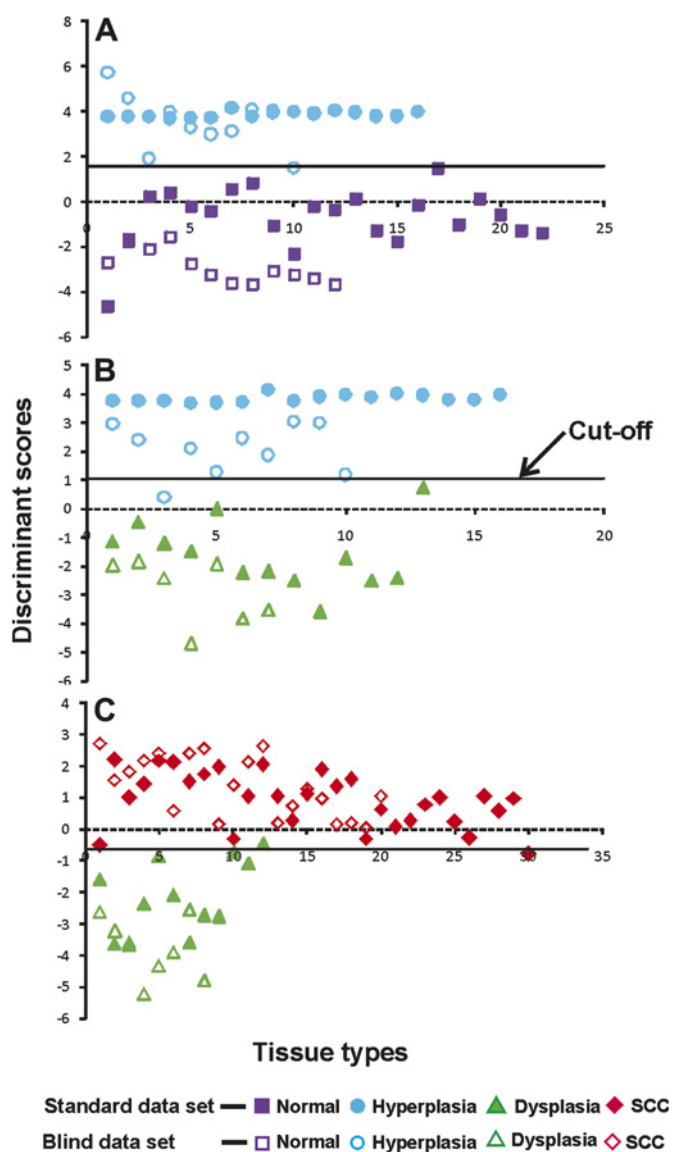 A
8
6
4
2
0
-2
-4
-6
0 5 10 15 20 25
B
5
4
3
2
1
0
-1
-2
-3
-4
-5
-6
0 5 10 15 20
Cut-off
Discriminant scores
C
4
3
2
1
0
-1
-2
-3
-4
-5
-6
0 5 10 15 20 25 30 35
Tissue types
Standard data set Normal Hyperplasia Dysplasia SCC
Blind data set Normal Hyperplasia Dysplasia SCC